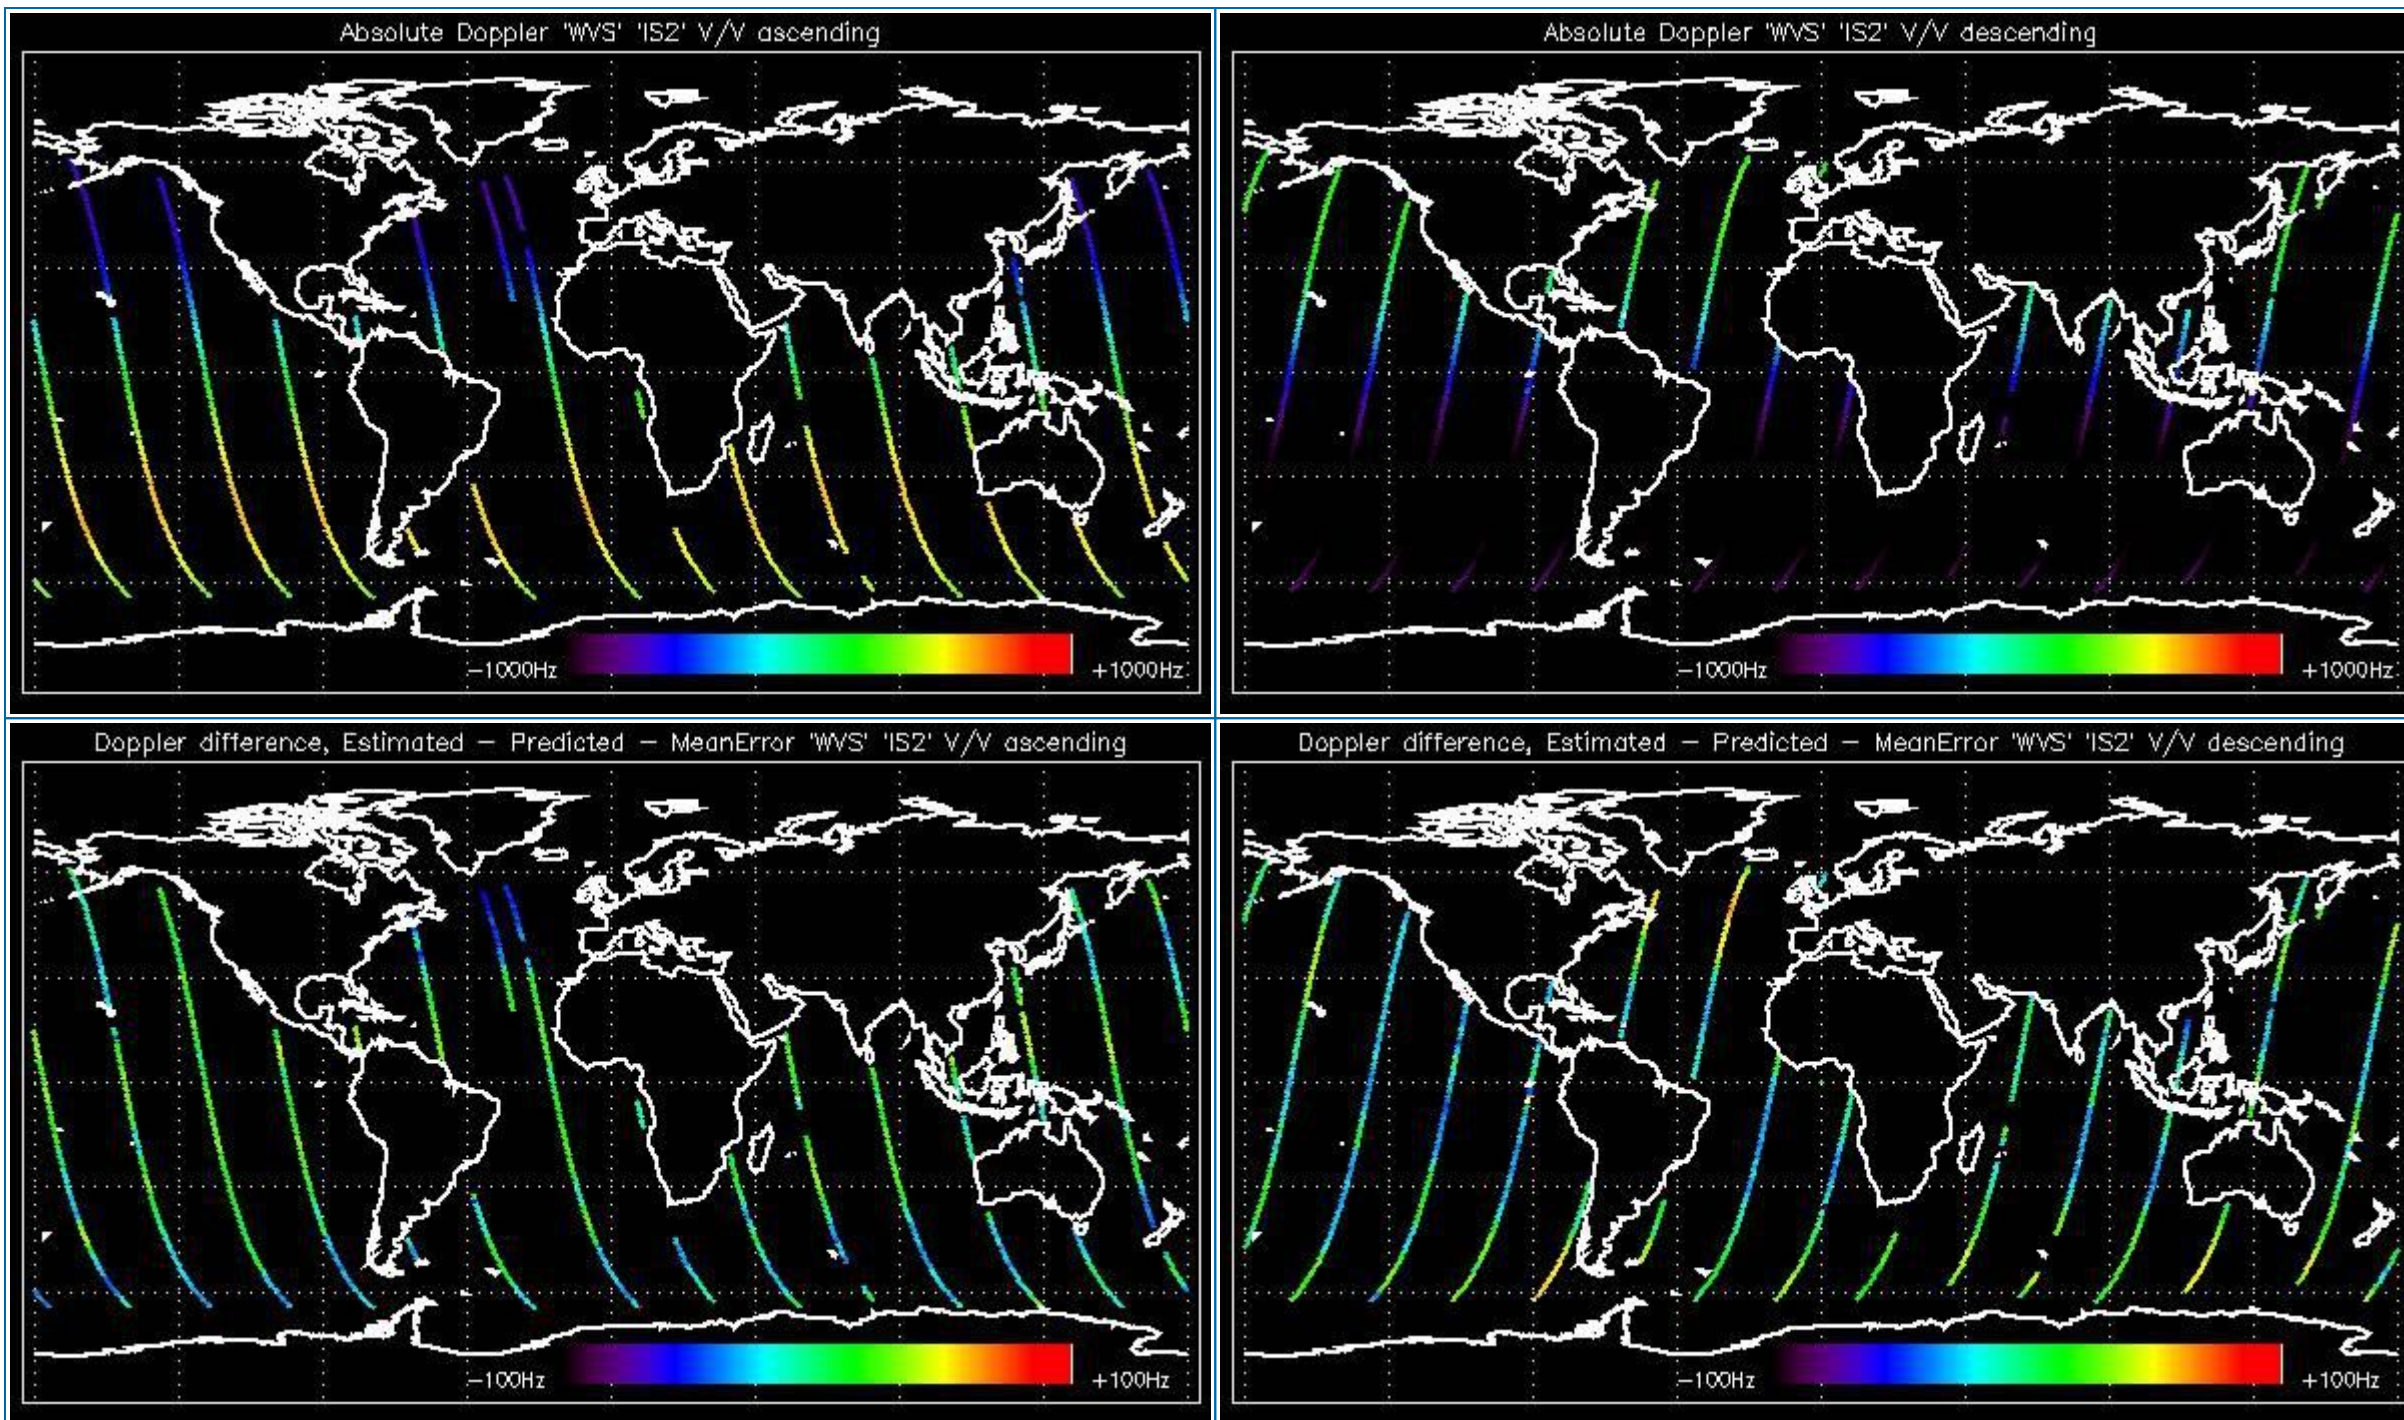 Absolute Doppler 'WVS' 'IS2' V/V ascending
-1000Hz
+1000Hz
Absolute Doppler 'WVS' 'IS2' V/V descending
-1000Hz
+1000Hz
Doppler difference, Estimated - Predicted - MeanError 'WVS' 'IS2' V/V ascending
-100Hz
+100Hz
Doppler difference, Estimated - Predicted - MeanError 'WVS' 'IS2' V/V descending
-100Hz
+100Hz